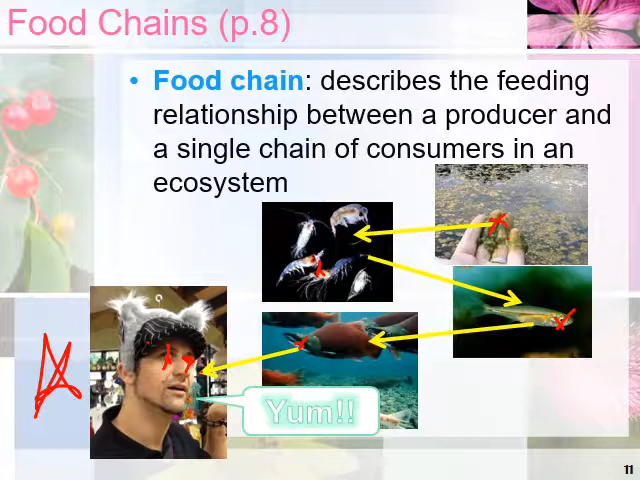 Food Chains (p.8)
• Food chain: describes the feeding
relationship between a producer and
a single chain of consumers in an
ecosystem
Yum!!
11